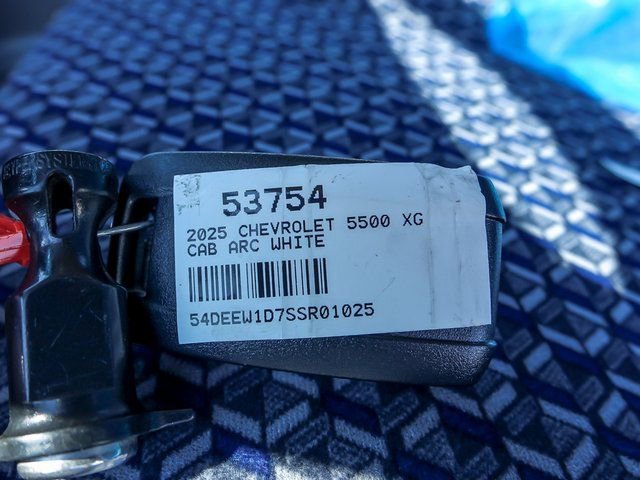 53754
2025 CHEVROLET 5500 XG
CAB ARC WHITE
54DEEW1D7SSR01025